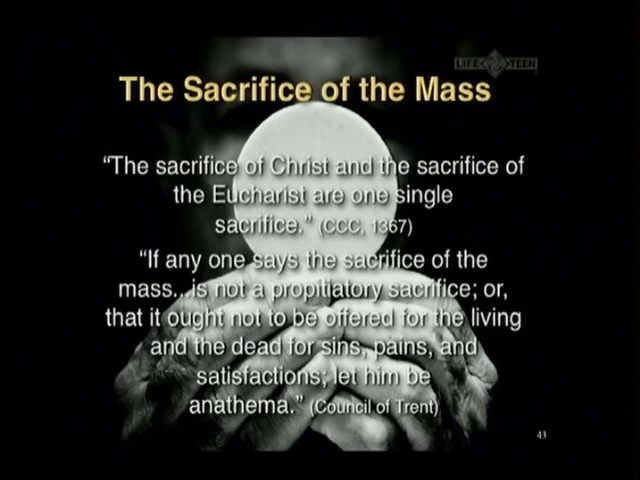 LIFE TEEN
The Sacrifice of the Mass
“The sacrifice of Christ and the sacrifice of
the Eucharist are one single
sacrifice.” (CCC, 1367)
“If any one says the sacrifice of the
mass...is not a propitiatory sacrifice; or,
that it ought not to be offered for the living
and the dead for sins, pains, and
satisfactions; let him be
anathema.” (Council of Trent)
43